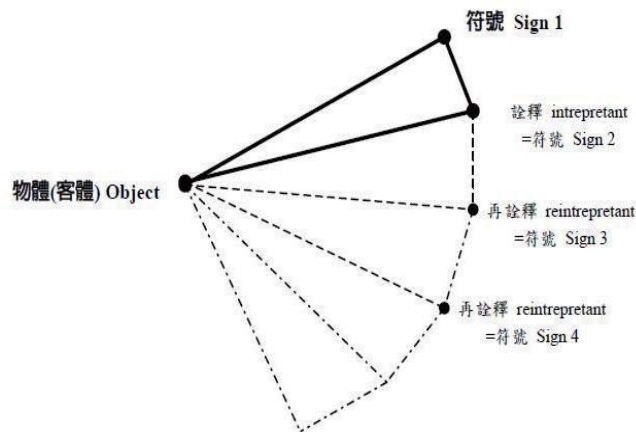 符號 Sign 1
詮釋 intrepretant
=符號 Sign 2
物體(客體) Object
再詮釋 reintrepretant
=符號 Sign 3
再詮釋 reintrepretant
=符號 Sign 4